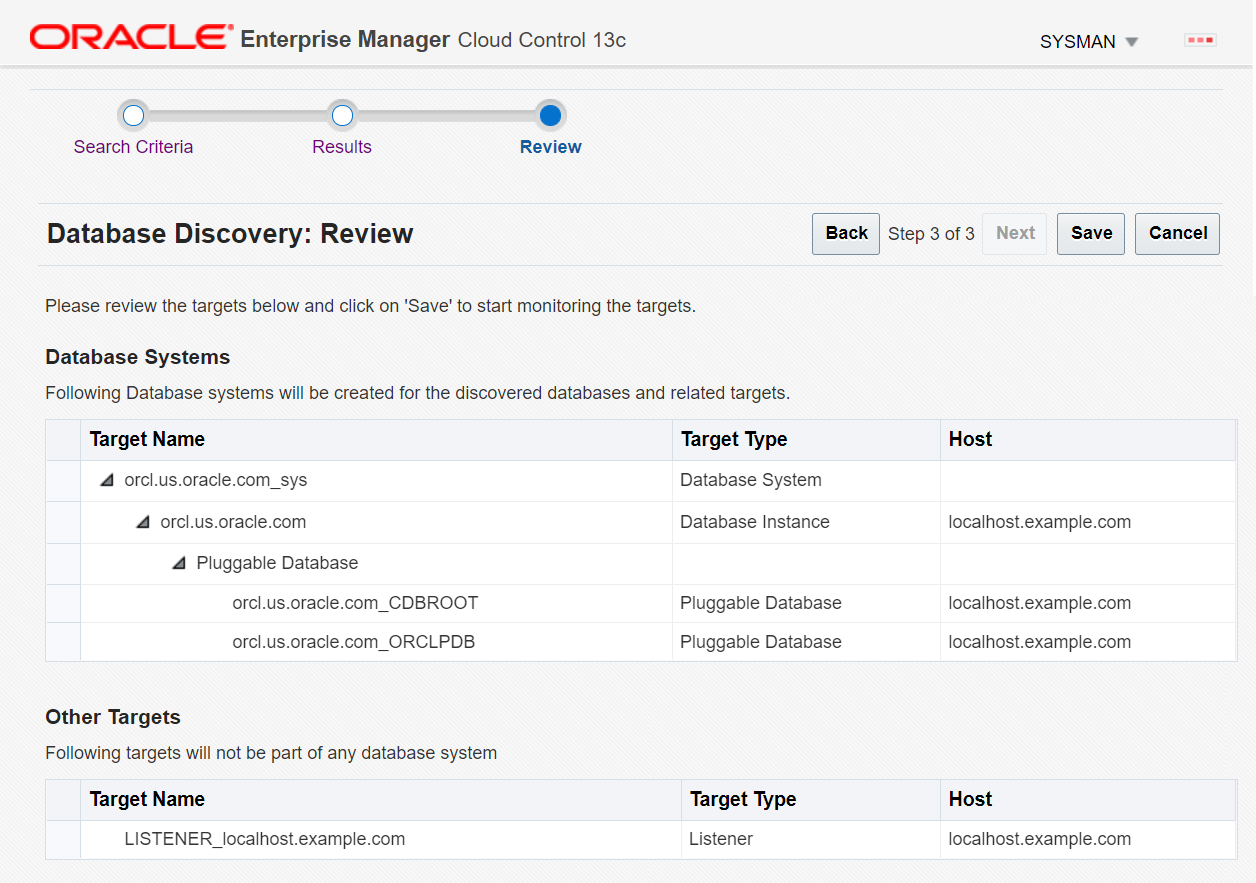 ORACLE® Enterprise Manager Cloud Control 13c
SYSMAN
Search Criteria
Results
Review
Database Discovery: Review
Back
Step 3 of 3
Next
Save
Cancel
Please review the targets below and click on 'Save' to start monitoring the targets.
Database Systems
Following Database systems will be created for the discovered databases and related targets.
Target Name Target Type Host
orcl.us.oracle.com_sys Database System
orcl.us.oracle.com Database Instance localhost.example.com
Pluggable Database
orcl.us.oracle.com_CDBROOT Pluggable Database localhost.example.com
orcl.us.oracle.com_ORCLPDB Pluggable Database localhost.example.com
Other Targets
Following targets will not be part of any database system
Target Name Target Type Host
LISTENER_localhost.example.com Listener localhost.example.com